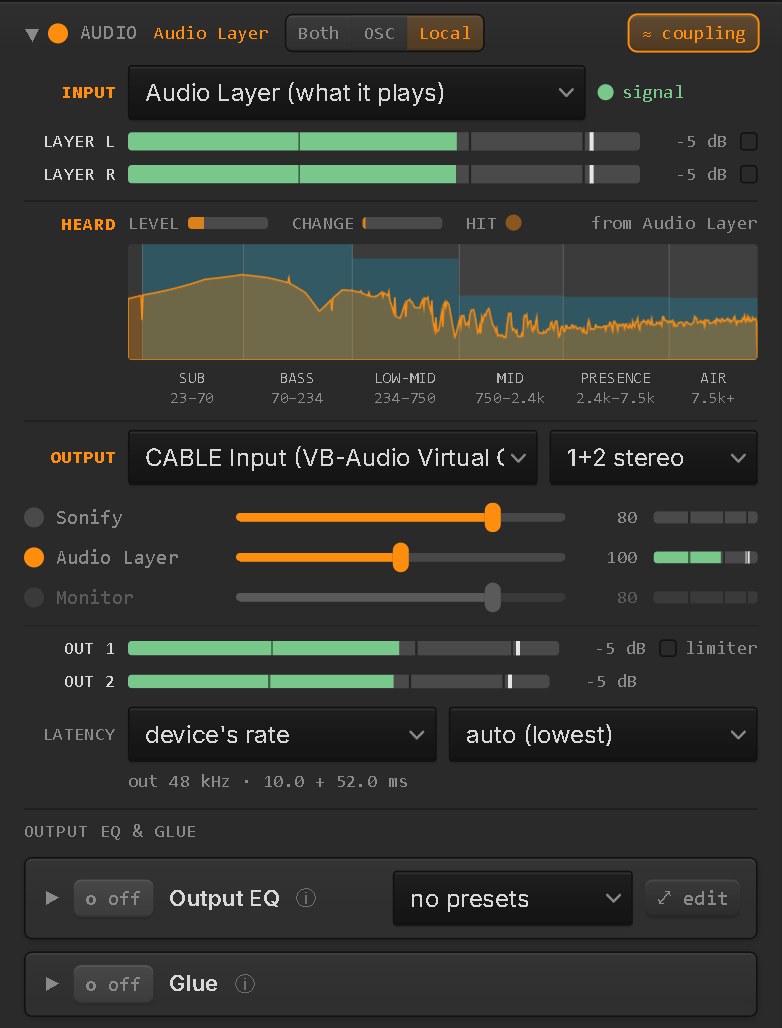 AUDIO Audio Layer Both OSC Local ≈ coupling
INPUT Audio Layer (what it plays) signal
LAYER L -5 dB
LAYER R -5 dB
HEARD LEVEL CHANGE HIT from Audio Layer
SUB BASS LOW-MID MID PRESENCE AIR
23–70 70–234 234–750 750–2.4k 2.4k–7.5k 7.5k+
OUTPUT CABLE Input (VB-Audio Virtual 1+2 stereo
Sonify 80
Audio Layer 100
Monitor 80
OUT 1 -5 dB limiter
OUT 2 -5 dB
LATENCY device's rate auto (lowest)
out 48 kHz · 10.0 + 52.0 ms
OUTPUT EQ & GLUE
o off Output EQ ⓘ no presets ⤢ edit
o off Glue ⓘ